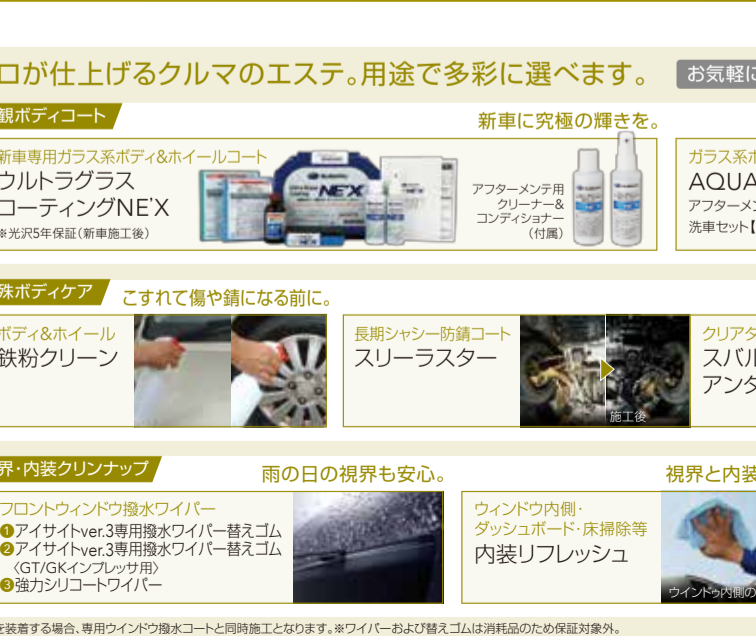 ロが仕上げるクルマのエステ。用途で多彩に選べます。
お気軽に
観ボディコート
新車に究極の輝きを。
新車専用ガラス系ボディ&ホイールコート
ウルトラグラス
コーティングNE'X
※光沢5年保証(新車施工後)
NE'X
アフターメンテ用
クリーナー&
コンディショナー
(付属)
ガラス系ボ
AQUA
アフターメン
洗車セット【
殊ボディケア
こすれて傷や錆になる前に。
ボディ&ホイール
鉄粉クリーン
長期シャシー防錆コート
スリーラスター
施工後
クリアタ
スバル
アンダ
界・内装クリンナップ
雨の日の視界も安心。
視界と内装
フロントウィンドウ撥水ワイパー
❶アイサイトver.3専用撥水ワイパー替えゴム
❷アイサイトver.3専用撥水ワイパー替えゴム
〈GT/GKインプレッサ用〉
❸強力シリコートワイパー
ウィンドウ内側・
ダッシュボード・床掃除等
内装リフレッシュ
ウインドゥ内側の
を装着する場合、専用ウインドウ撥水コートと同時施工となります。※ワイパーおよび替えゴムは消耗品のため保証対象外。